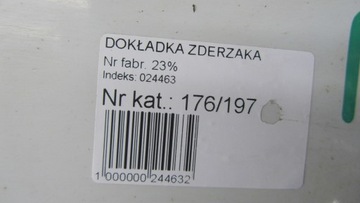 DOKŁADKA ZDERZAKA
Nr fabr. 23%
Indeks: 024463
Nr kat.: 176/197
1 000000 244632